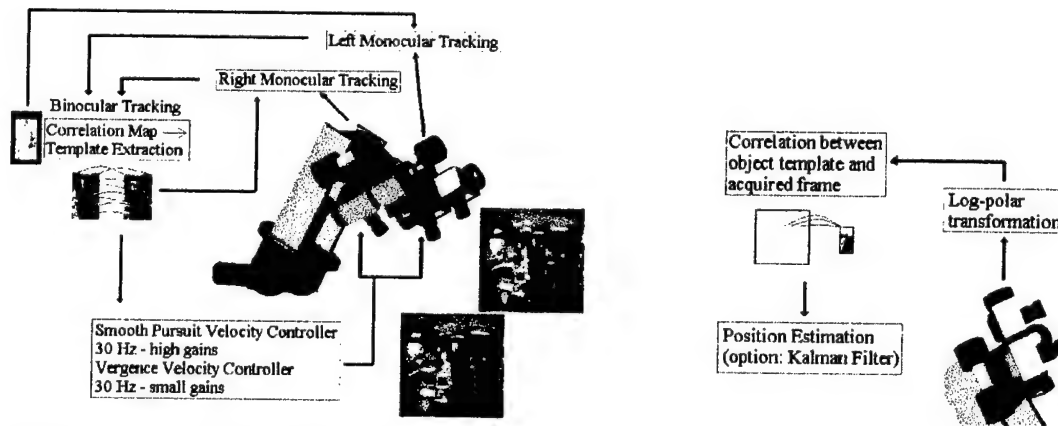 Left Monocular Tracking
Right Monocular Tracking
Binocular Tracking
Correlation Map
Template Extraction
Smooth Pursuit Velocity Controller
30 Hz - high gains
Vergence Velocity Controller
30 Hz - small gains
Correlation between
object template and
acquired frame
Log-polar
transformation
Position Estimation
(option: Kalman Filter)